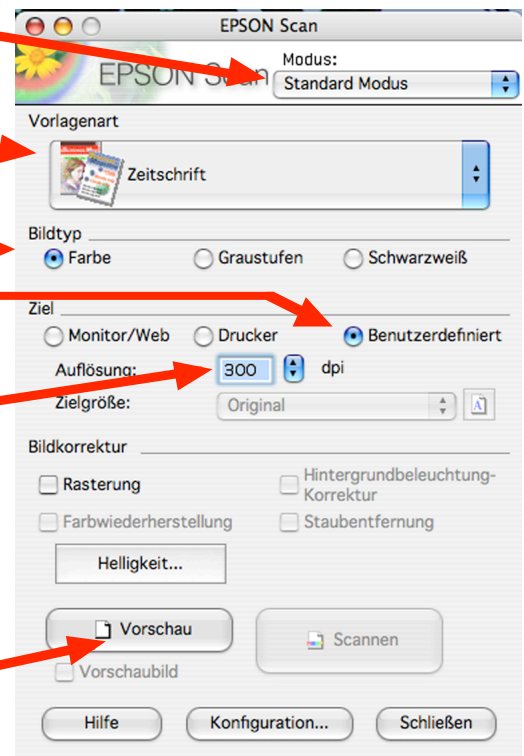 EPSON Scan
EPSON Scan
Modus:
Standard Modus
Vorlagenart
Zeitschrift
Bildtyp
Farbe Graustufen Schwarzweiß
Ziel
Monitor/Web Drucker Benutzerdefiniert
Auflösung: 300 dpi
Zielgröße: Original A
Bildkorrektur
Rasterung Hintergrundbeleuchtung-
Korrektur
Farbwiederherstellung Staubentfernung
Helligkeit...
Vorschau Scannen
Vorschaubild
Hilfe Konfiguration... Schließen